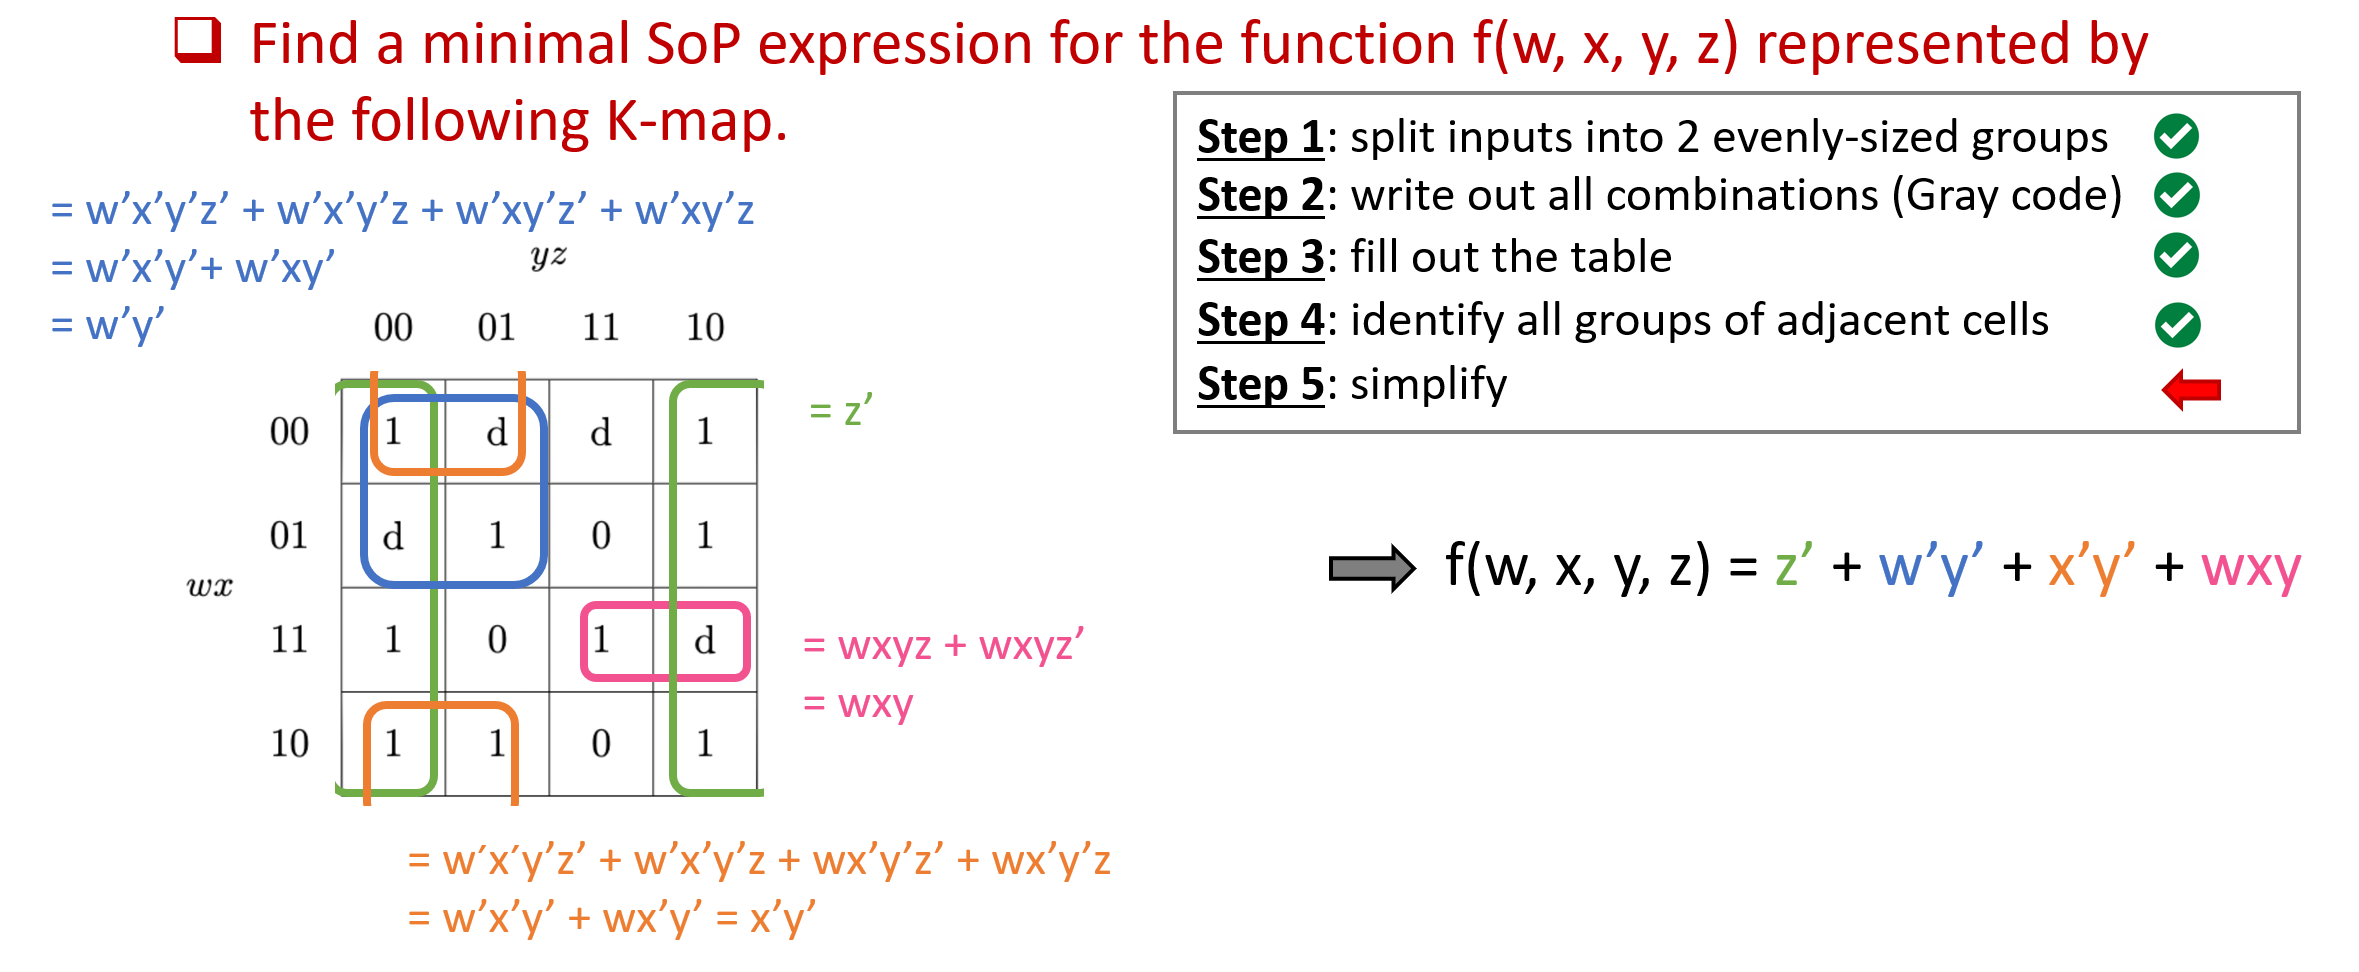 Find a minimal SoP expression for the function f(w, x, y, z) represented by
the following K-map.
Step 1: split inputs into 2 evenly-sized groups
Step 2: write out all combinations (Gray code)
Step 3: fill out the table
Step 4: identify all groups of adjacent cells
Step 5: simplify
= w’x’y’z’ + w’x’y’z + w’xy’z’ + w’xy’z
= w’x’y’+ w’xy’
= w’y’
yz
00 01 11 10
00 1 d d 1
= z’
01 d 1 0 1
wx
11 1 0 1 d
= wxyz + wxyz’
= wxy
10 1 1 0 1
f(w, x, y, z) = z’ + w’y’ + x’y’ + wxy
= w′x′y’z’ + w’x’y’z + wx’y’z’ + wx’y’z
= w’x’y’ + wx’y’ = x’y’